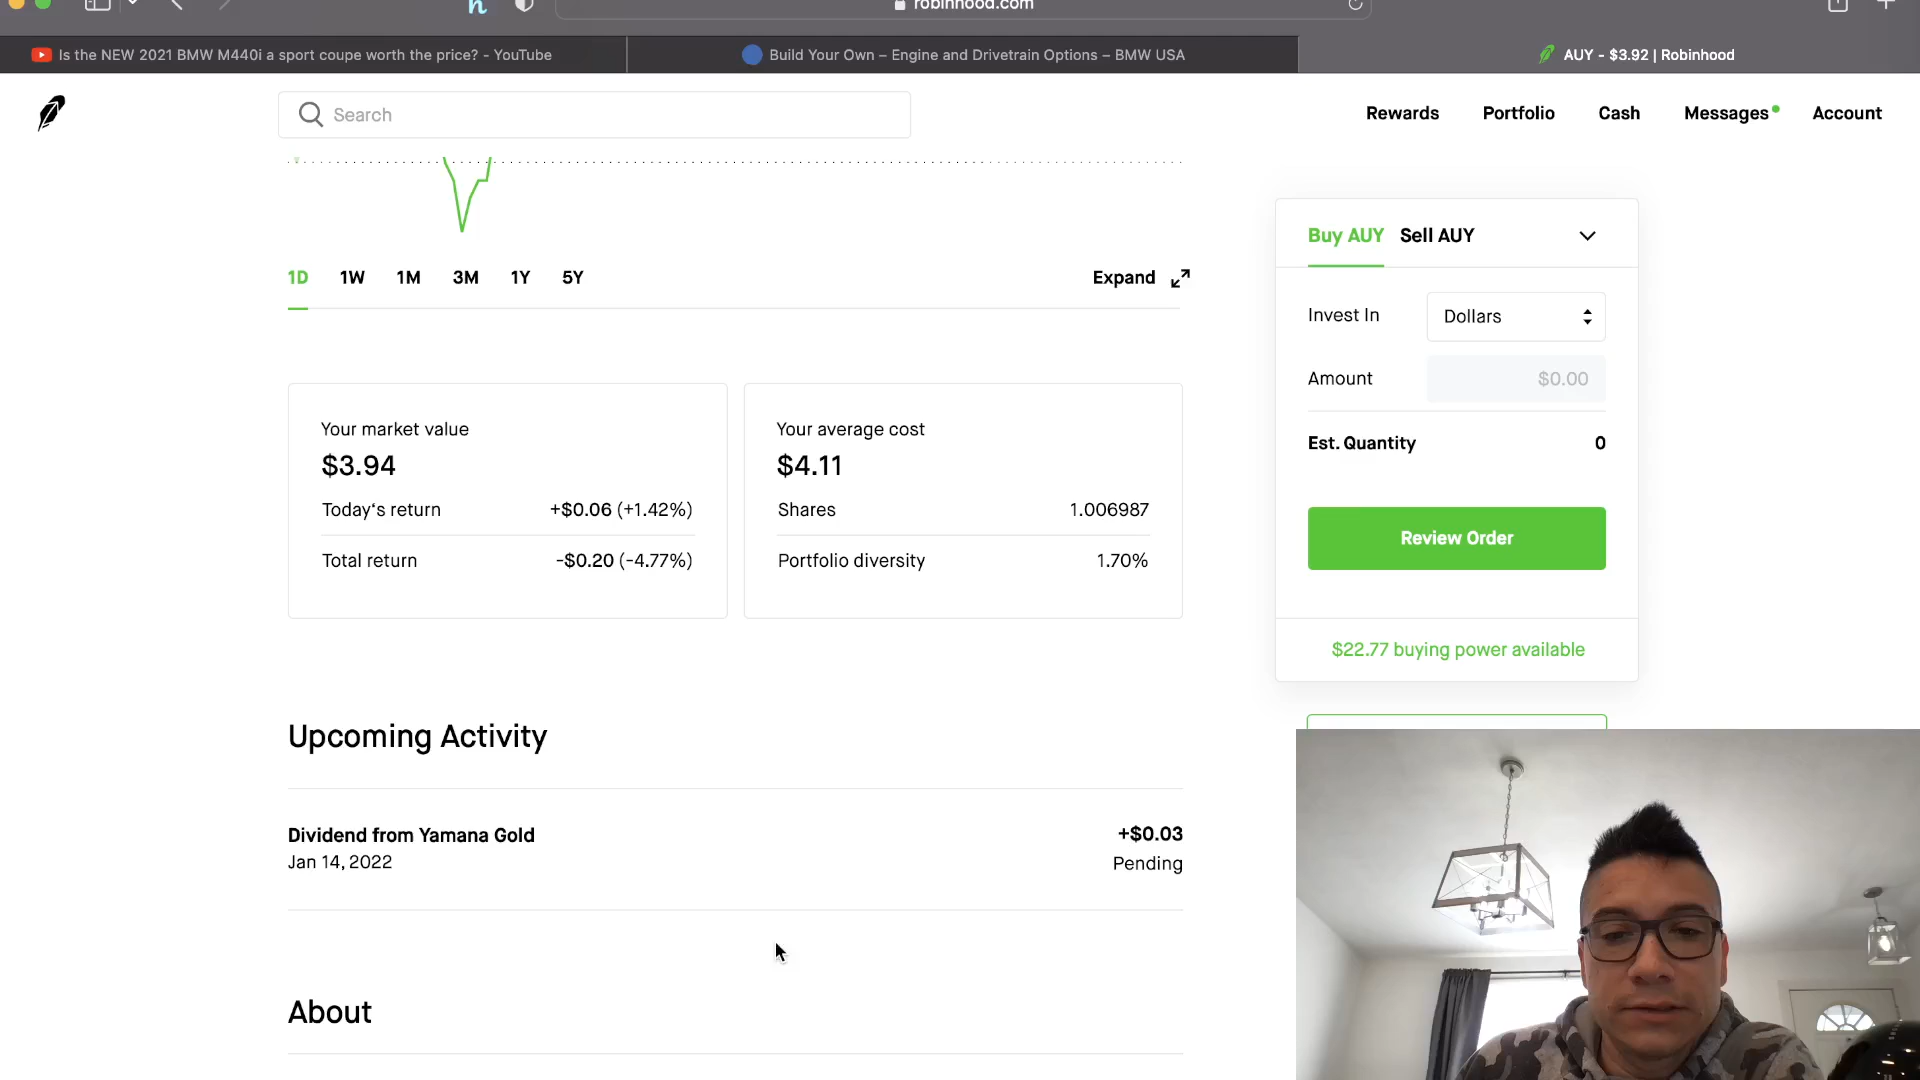 robinhood.com
Is the NEW 2021 BMW M440i a sport coupe worth the price? - YouTube
Build Your Own – Engine and Drivetrain Options – BMW USA
AUY - $3.92 | Robinhood
Search
Rewards
Portfolio
Cash
Messages
Account
1D 1W 1M 3M 1Y 5Y
Expand
Your market value
$3.94
Today's return +$0.06 (+1.42%)
Total return -$0.20 (-4.77%)
Your average cost
$4.11
Shares 1.006987
Portfolio diversity 1.70%
Buy AUY Sell AUY
Invest In Dollars
Amount $0.00
Est. Quantity 0
Review Order
$22.77 buying power available
Upcoming Activity
Dividend from Yamana Gold +$0.03
Jan 14, 2022 Pending
About